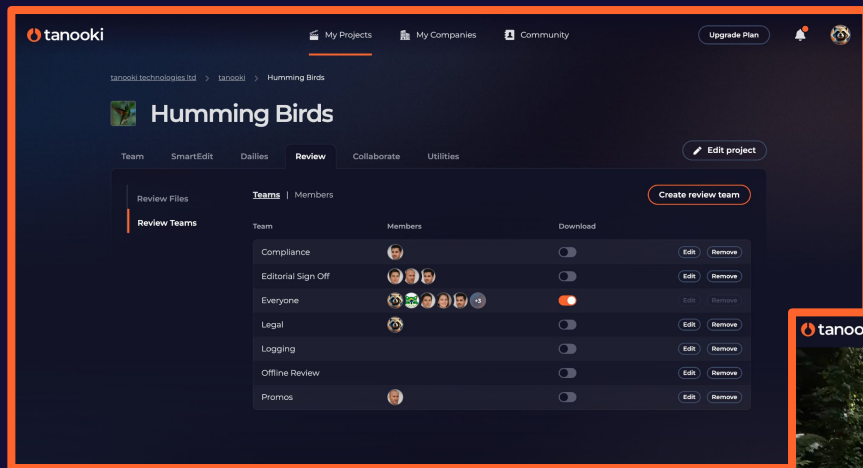 tanooki
My Projects
My Companies
Community
Upgrade Plan
tanooki technologies ltd > tanooki > Humming Birds
Humming Birds
Team SmartEdit Dailies Review Collaborate Utilities
Edit project
Review Files
Review Teams
Teams | Members
Create review team
Team Members Download
Compliance Edit Remove
Editorial Sign Off Edit Remove
Everyone +3 Edit Remove
Legal Edit Remove
Logging Edit Remove
Offline Review Edit Remove
Promos Edit Remove
tanoo